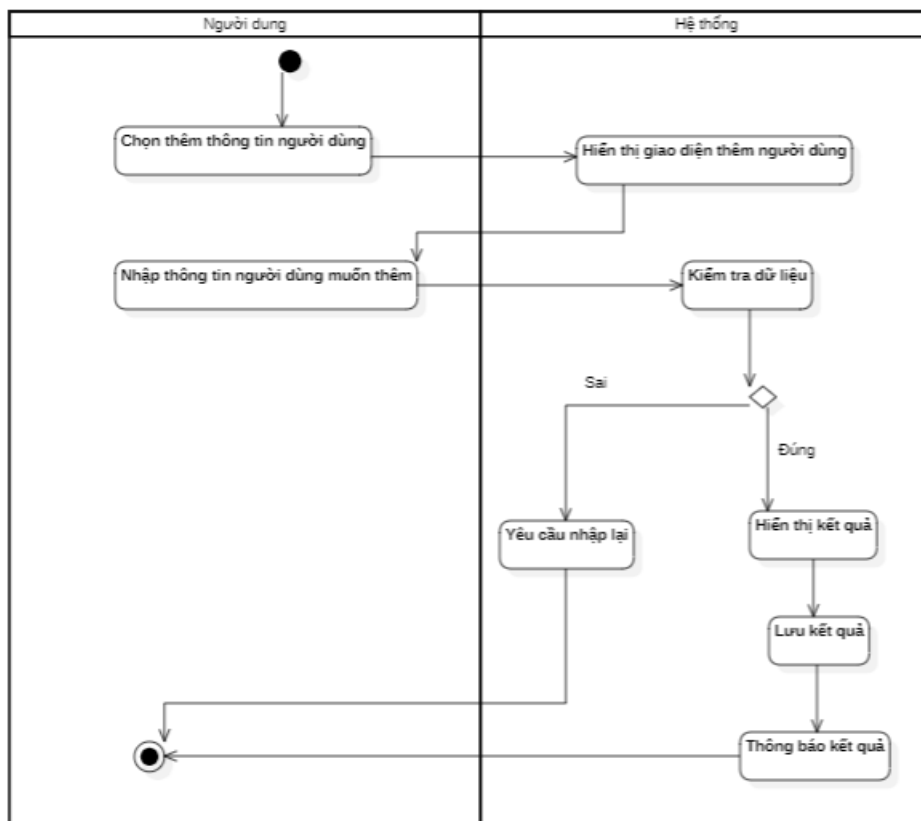 Người dung
Hệ thống
Chọn thêm thông tin người dùng
Hiển thị giao diện thêm người dùng
Nhập thông tin người dùng muốn thêm
Kiểm tra dữ liệu
Sai
Đúng
Hiển thị kết quả
Yêu cầu nhập lại
Lưu kết quả
Thông báo kết quả